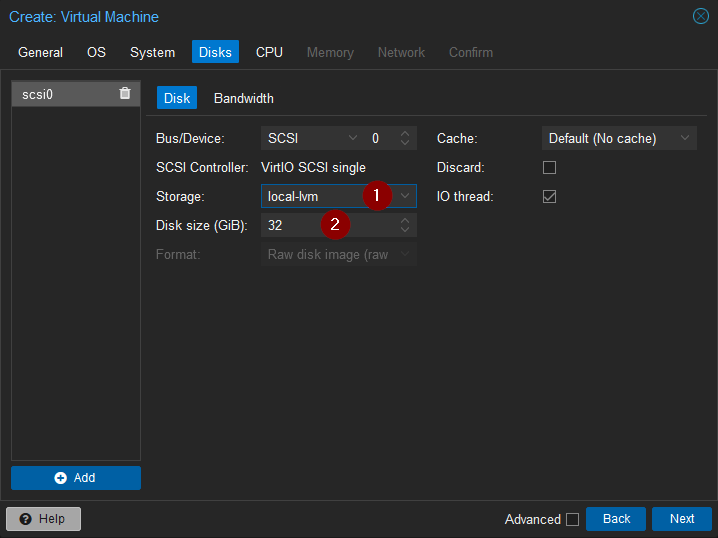 Create: Virtual Machine
General OS System Disks CPU Memory Network Confirm
scsi0
Disk Bandwidth
Bus/Device: SCSI 0 Cache: Default (No cache)
SCSI Controller: VirtIO SCSI single Discard:
Storage: local-lvm 1 IO thread:
Disk size (GiB): 32 2
Format: Raw disk image (raw
Add
Help Advanced Back Next